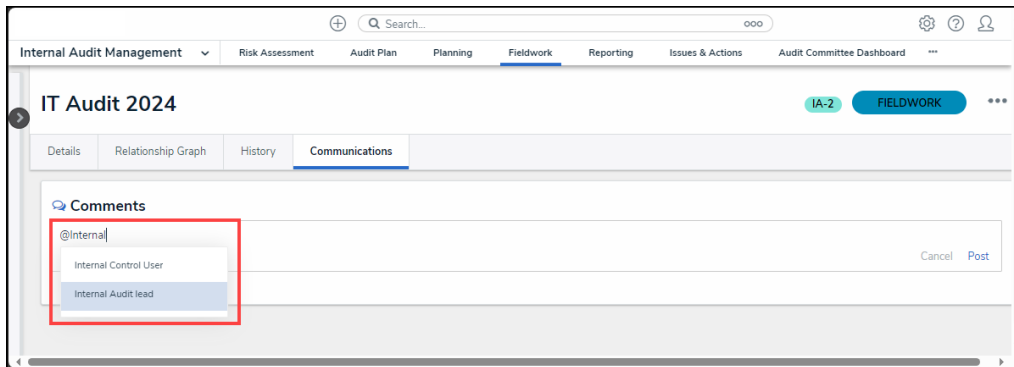 Search...
Internal Audit Management Risk Assessment Audit Plan Planning Fieldwork Reporting Issues & Actions Audit Committee Dashboard
IT Audit 2024 IA-2 FIELDWORK
Details Relationship Graph History Communications
Comments
@Internal
Cancel Post
Internal Control User
Internal Audit lead